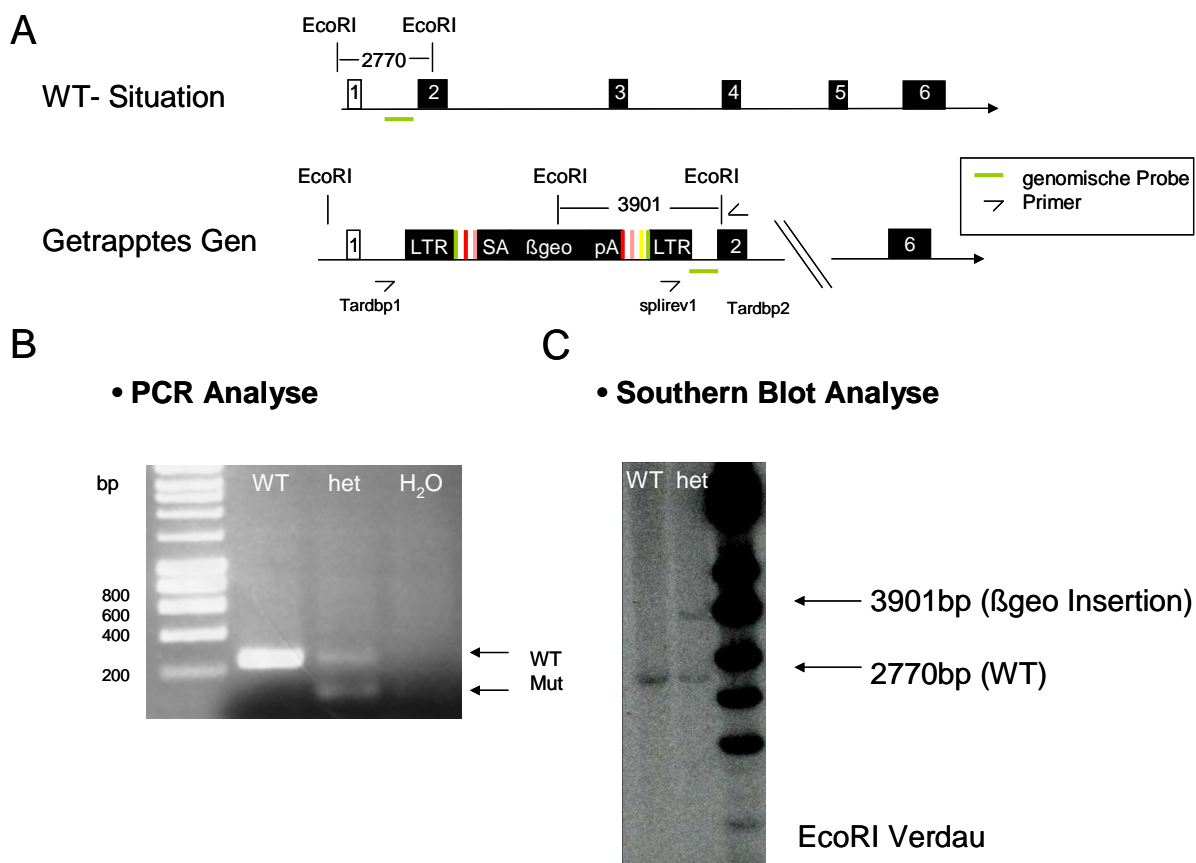 A
EcoRI EcoRI
2770
WT- Situation
1 2 3 4 5 6
EcoRI EcoRI EcoRI
3901
genomische Probe
Primer
Getrapptes Gen
1 LTR SA ßgeo pA LTR 2 6
Tardbp1 splirev1 Tardbp2
B
• PCR Analyse
bp
WT het H₂O
800
600
400
200
WT
Mut
C
• Southern Blot Analyse
WT het
3901bp (ßgeo Insertion)
2770bp (WT)
EcoRI Verdau